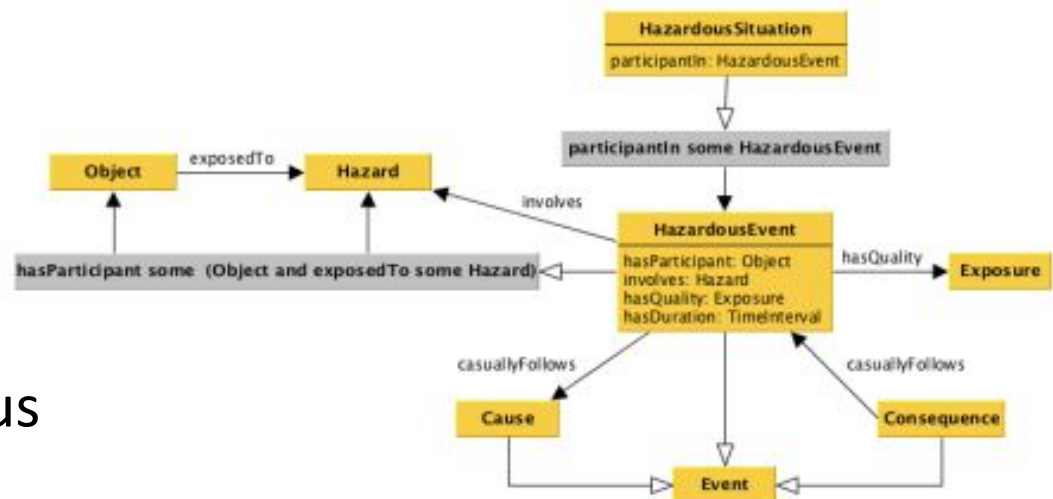 HazardousSituation
participantIn: HazardousEvent
participantIn some HazardousEvent
Object
exposedTo
Hazard
involves
hasParticipant some (Object and exposedTo some Hazard)
HazardousEvent
hasParticipant: Object
involves: Hazard
hasQuality: Exposure
hasDuration: TimeInterval
hasQuality
Exposure
casuallyFollows
casuallyFollows
us
Cause
Consequence
Event